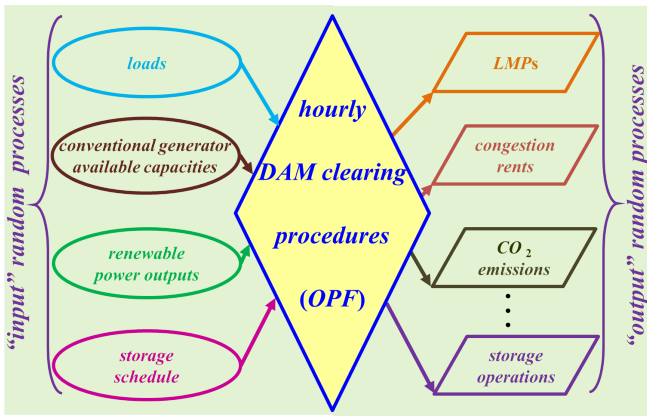 "input" random processes
loads
conventional generator
available capacities
renewable
power outputs
storage
schedule
hourly
DAM clearing
procedures
(OPF)
LMPs
congestion
rents
CO 2
emissions
storage
operations
"output" random processes